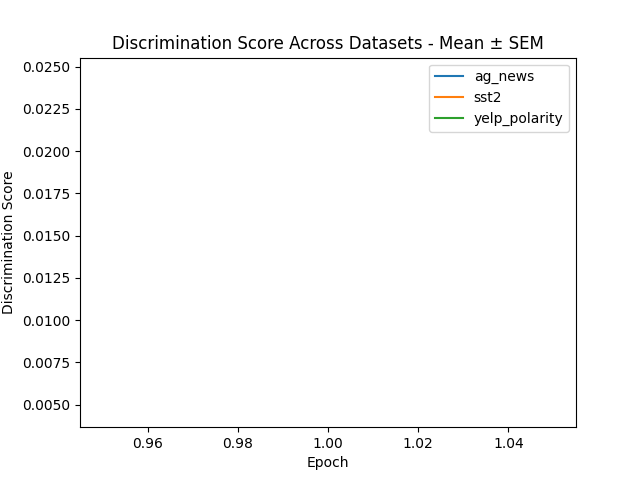 Discrimination Score Across Datasets - Mean ± SEM
0.0250
0.0225
0.0200
0.0175
0.0150
0.0125
0.0100
0.0075
0.0050
Discrimination Score
ag_news
sst2
yelp_polarity
0.96
0.98
1.00
1.02
1.04
Epoch